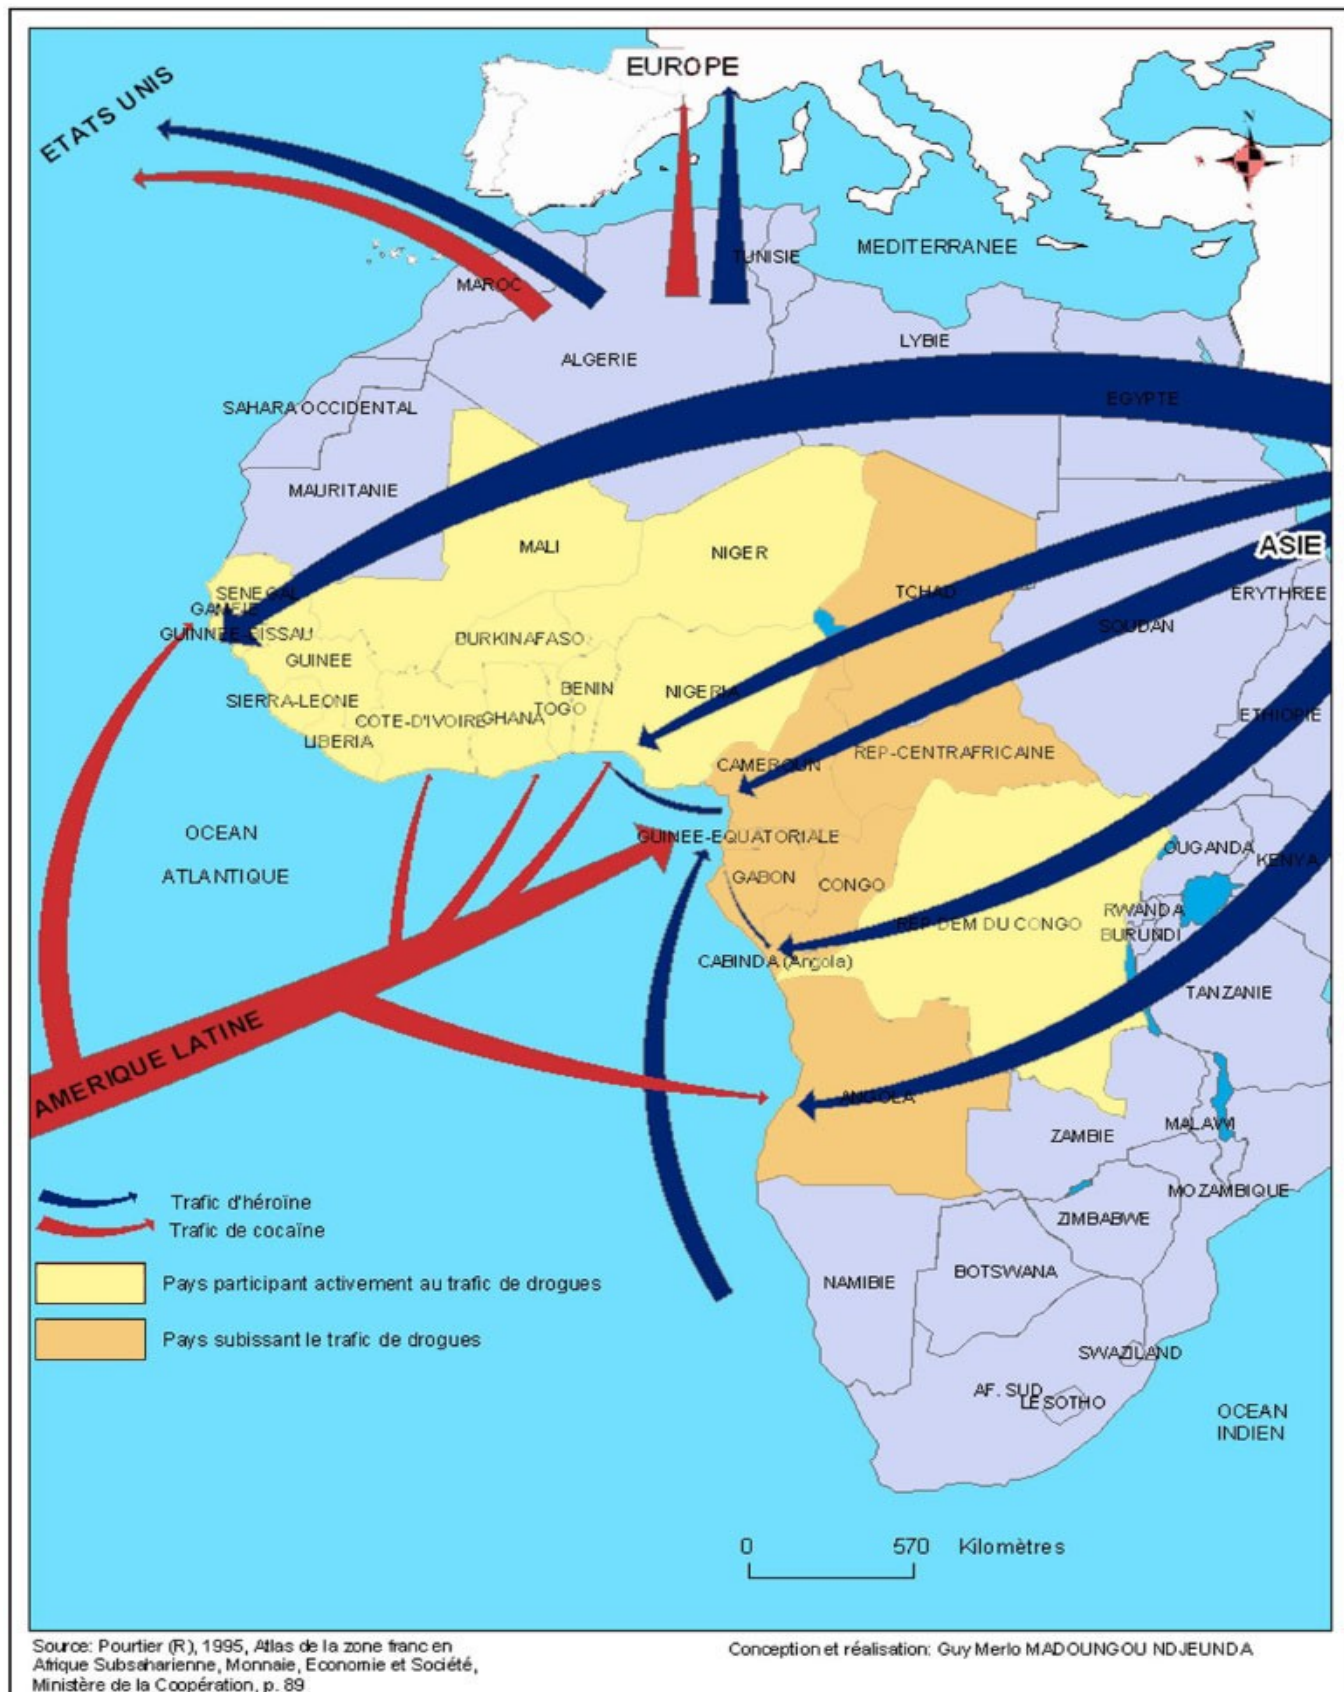 EUROPE
ETATS UNIS
N
MEDITERRANEE
TUNISIE
MAROC
ALGERIE
LYBIE
EGYPTE
SAHARA OCCIDENTAL
MAURITANIE
MALI
NIGER
ASIE
TCHAD
ERYTHREE
SENEGAL
GAMBIE
SOUDAN
GUINNEE-BISSAU
BURKINAFASO
GUINEE
BENIN
NIGERIA
SIERRA-LEONE
TOGO
COTE-D'IVOIRE
GHANA
ETHIOPIE
LIBERIA
REP-CENTRAFRICAINE
CAMEROUN
OCEAN
ATLANTIQUE
GUINEE-EQUATORIALE
OUGANDA
KENYA
GABON
CONGO
RWANDA
REP-DEM DU CONGO
BURUNDI
CABINDA (Angola)
TANZANIE
AMERIQUE LATINE
ANGOLA
MALAWI
ZAMBIE
MOZAMBIQUE
ZIMBABWE
Trafic d'héroïne
Trafic de cocaïne
Pays participant activement au trafic de drogues
Pays subissant le trafic de drogues
NAMIBIE
BOTSWANA
SWAZILAND
AF. SUD
LESOTHO
OCEAN
INDIEN
0 570 Kilomètres
Source: Pourtier (R), 1995, Atlas de la zone franc en
Afrique Subsaharienne, Monnaie, Economie et Société,
Ministère de la Coopération, p. 89
Conception et réalisation: Guy Merlo MADOUNGOU NDJEUNDA